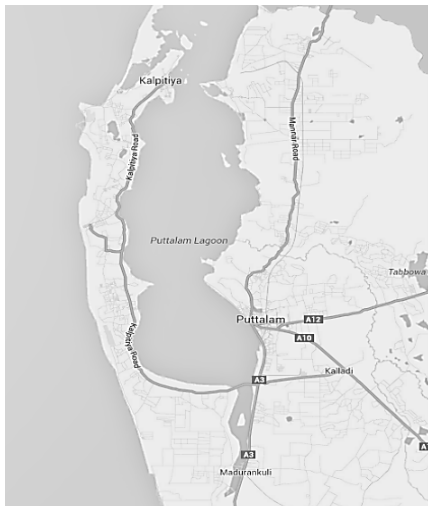 Kalpitiya
Kalpitiya Road
Mannar Road
Puttalam Lagoon
Tabbowa
Puttalam
A12
A10
Kalpitiya Road
Kalladi
A3
A3
Madurankuli